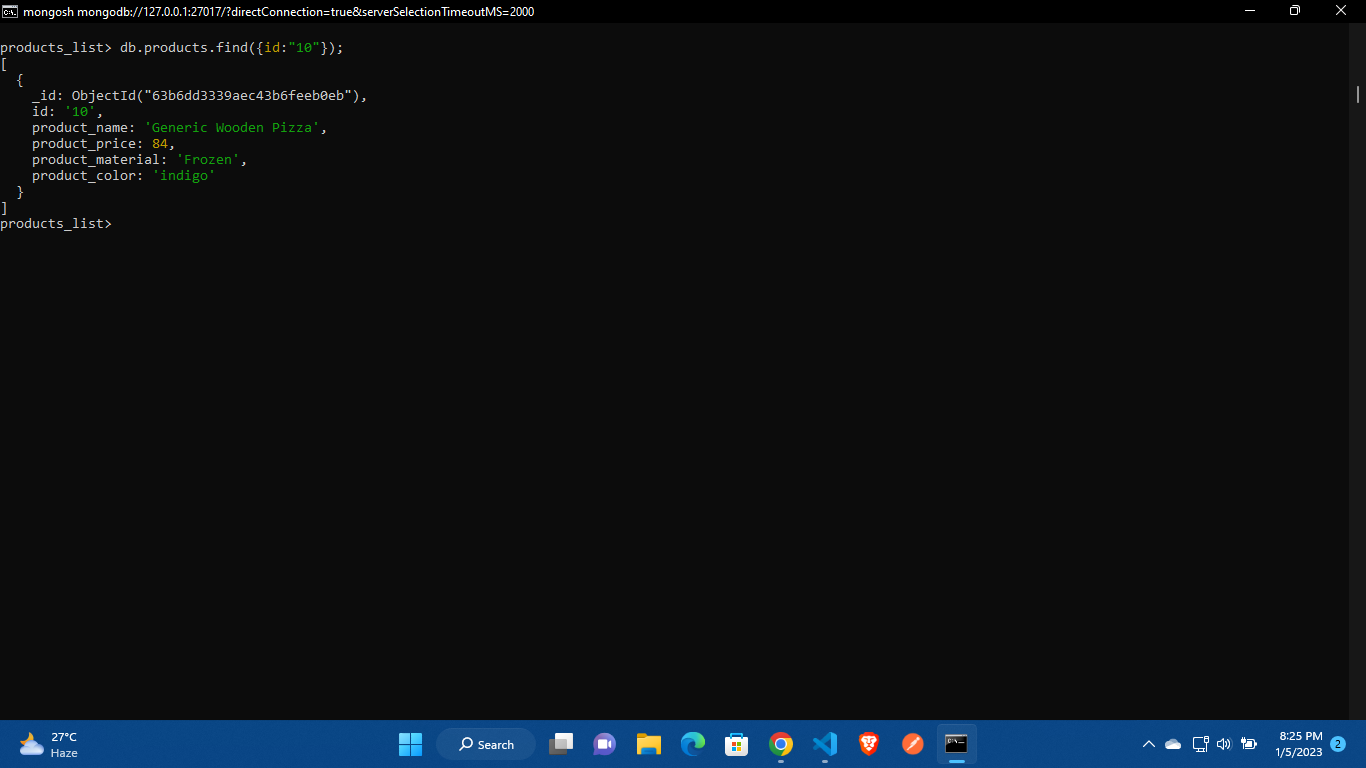 mongosh mongodb://127.0.0.1:27017/?directConnection=true&serverSelectionTimeoutMS=2000
products_list> db.products.find({id:"10"});
[
  {
    _id: ObjectId("63b6dd3339aec43b6feeb0eb"),
    id: '10',
    product_name: 'Generic Wooden Pizza',
    product_price: 84,
    product_material: 'Frozen',
    product_color: 'indigo'
  }
]
products_list>
27°C
Haze
Search
8:25 PM
1/5/2023
2